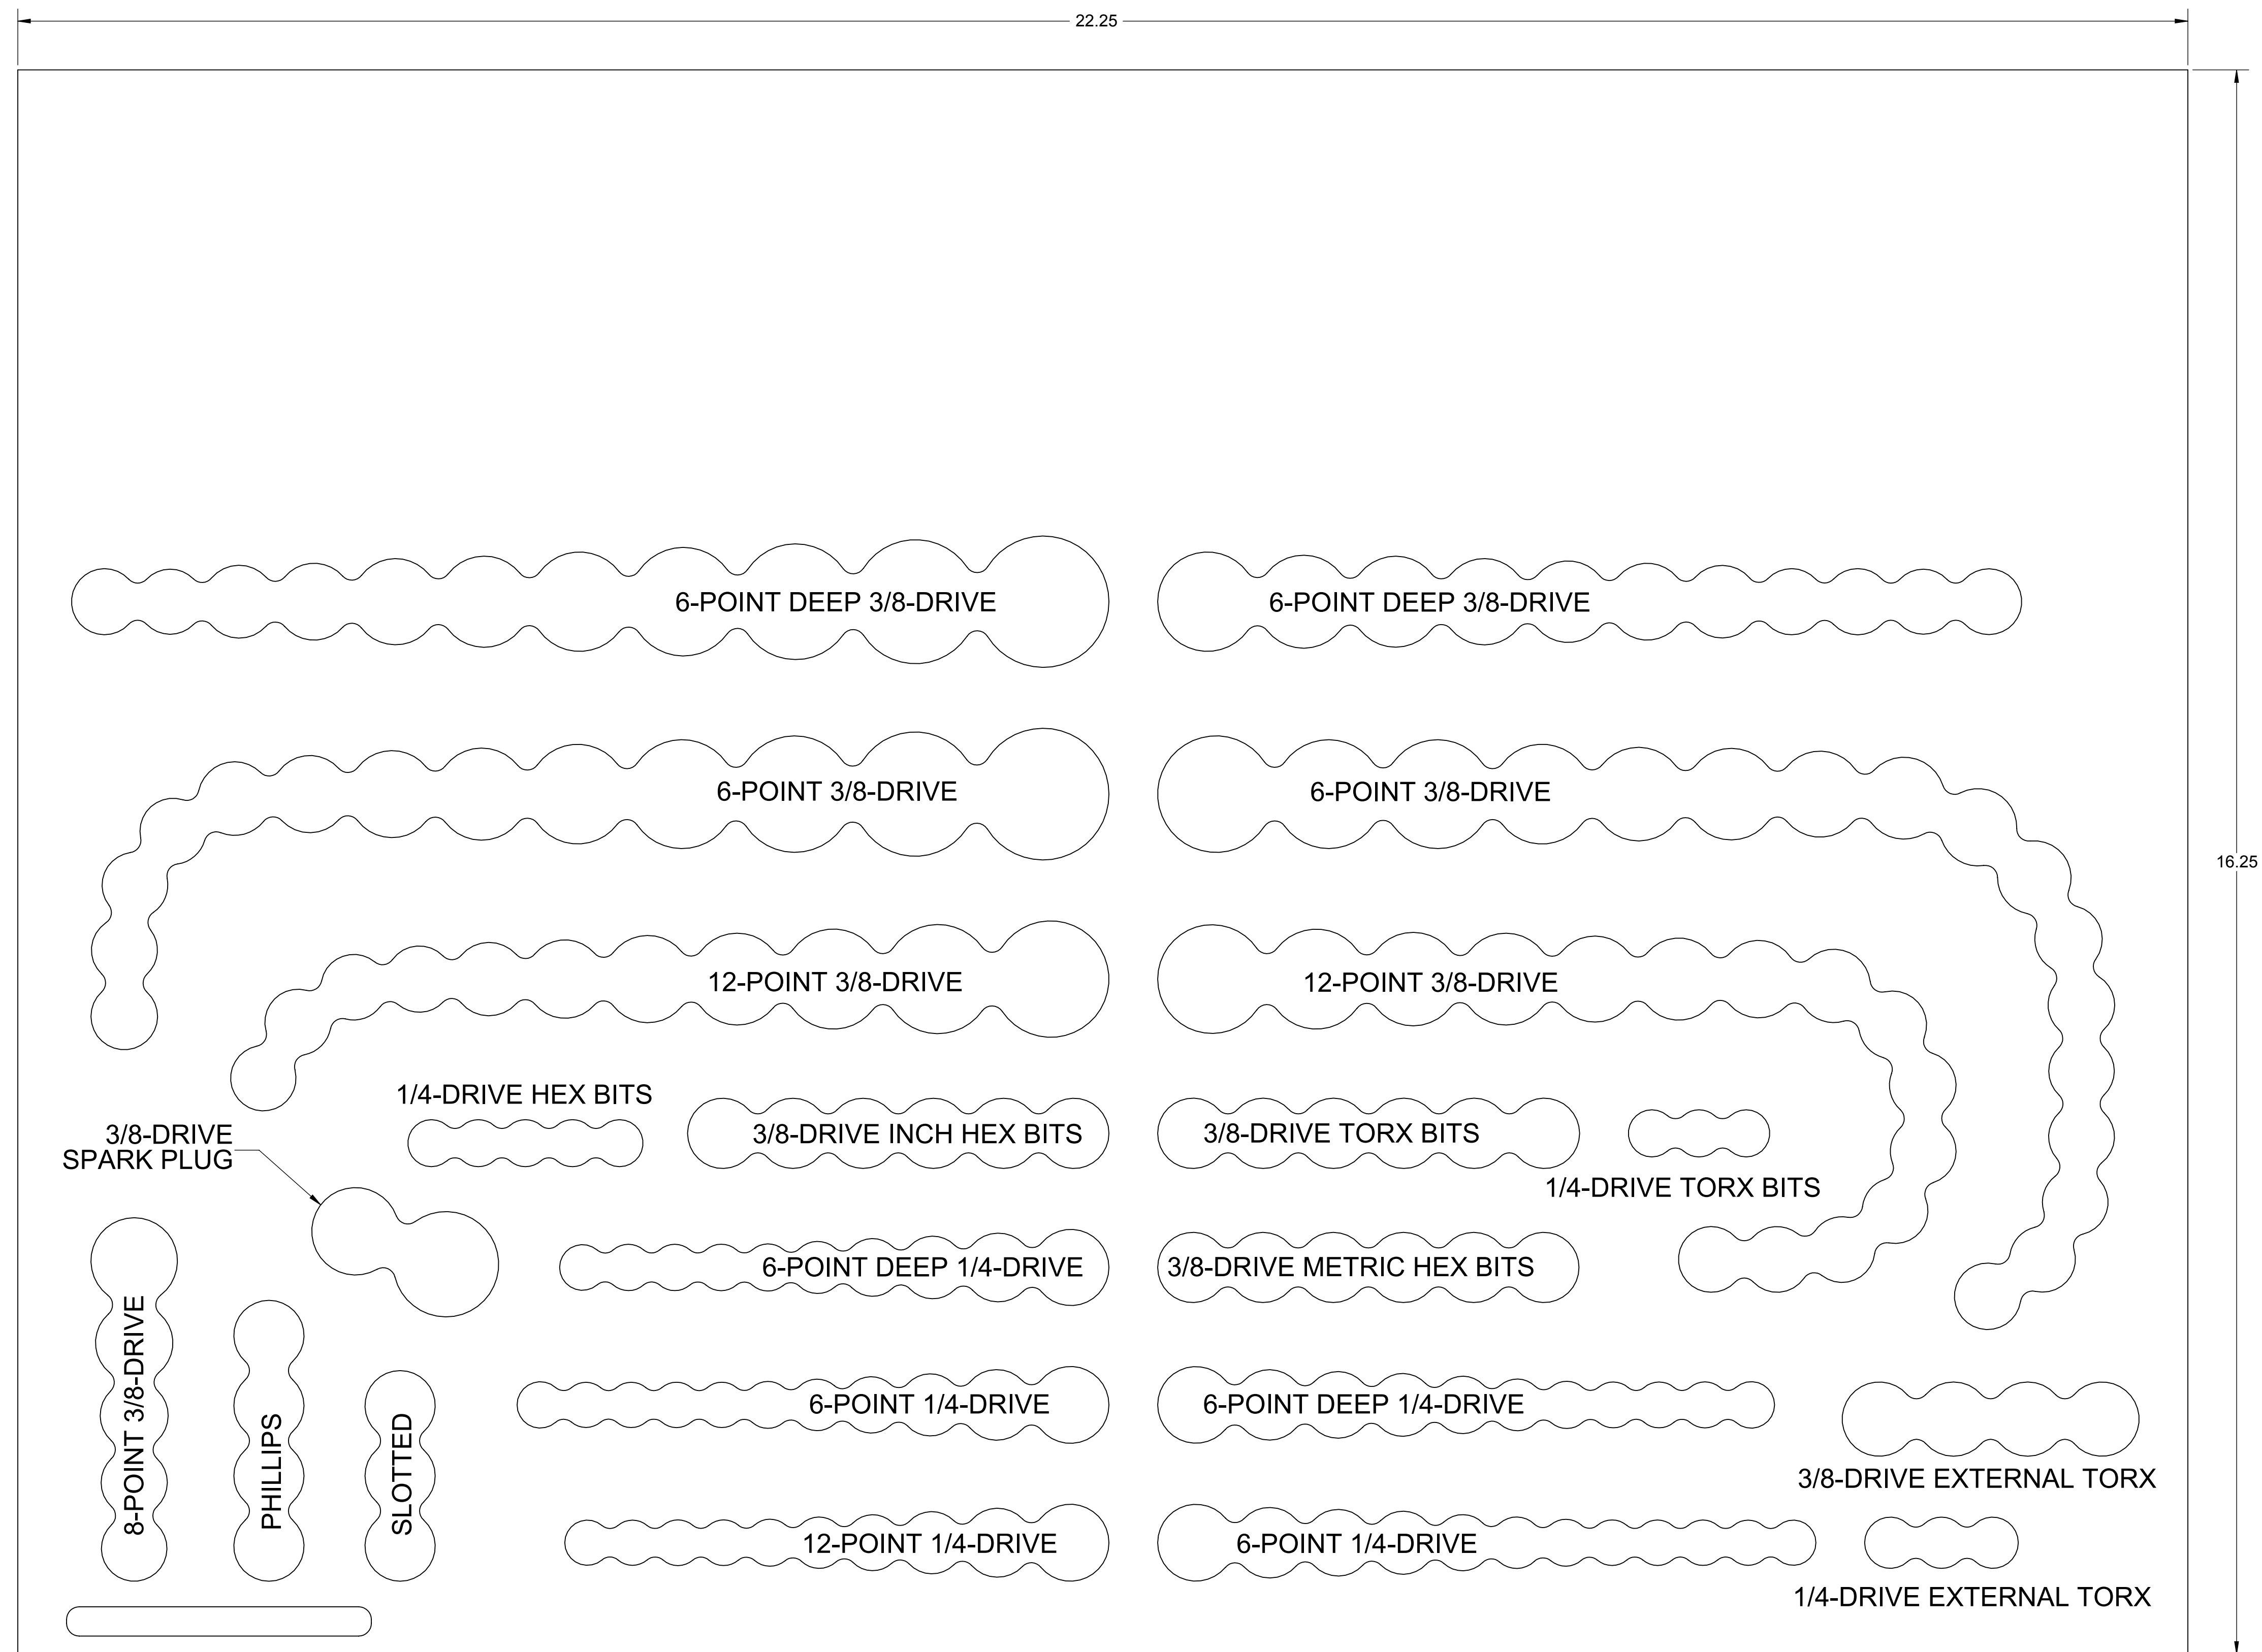 22.25
6-POINT DEEP 3/8-DRIVE
6-POINT DEEP 3/8-DRIVE
6-POINT 3/8-DRIVE
6-POINT 3/8-DRIVE
16.25
12-POINT 3/8-DRIVE
12-POINT 3/8-DRIVE
1/4-DRIVE HEX BITS
3/8-DRIVE
SPARK PLUG
3/8-DRIVE INCH HEX BITS
3/8-DRIVE TORX BITS
1/4-DRIVE TORX BITS
6-POINT DEEP 1/4-DRIVE
3/8-DRIVE METRIC HEX BITS
8-POINT 3/8-DRIVE
PHILLIPS
SLOTTED
6-POINT 1/4-DRIVE
6-POINT DEEP 1/4-DRIVE
3/8-DRIVE EXTERNAL TORX
12-POINT 1/4-DRIVE
6-POINT 1/4-DRIVE
1/4-DRIVE EXTERNAL TORX